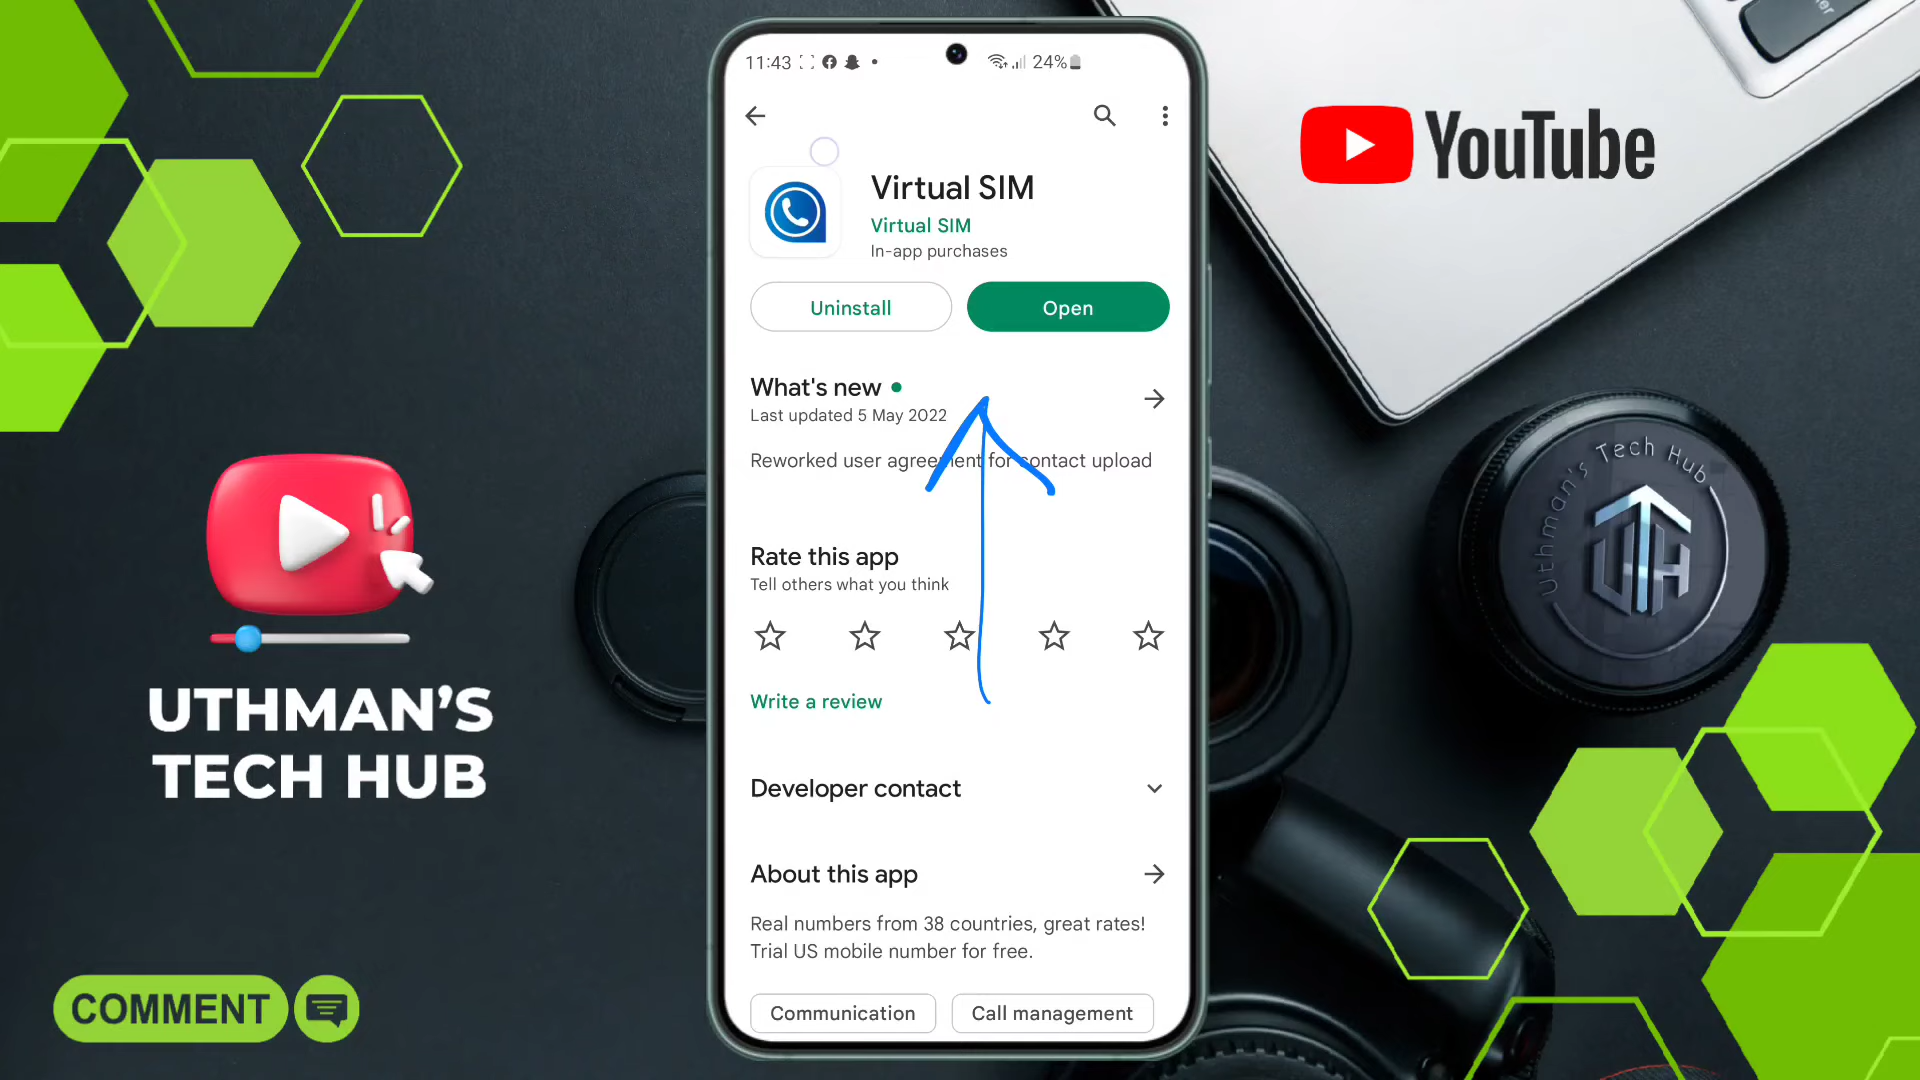 11:43
24%
YouTube
Virtual SIM
Virtual SIM
In-app purchases
Uninstall
Open
What's new
Last updated 5 May 2022
Reworked user agreement for contact upload
Rate this app
Tell others what you think
Write a review
Developer contact
About this app
Real numbers from 38 countries, great rates!
Trial US mobile number for free.
Communication
Call management
UTHMAN'S
TECH HUB
COMMENT
Uthman's Tech Hub
UTH